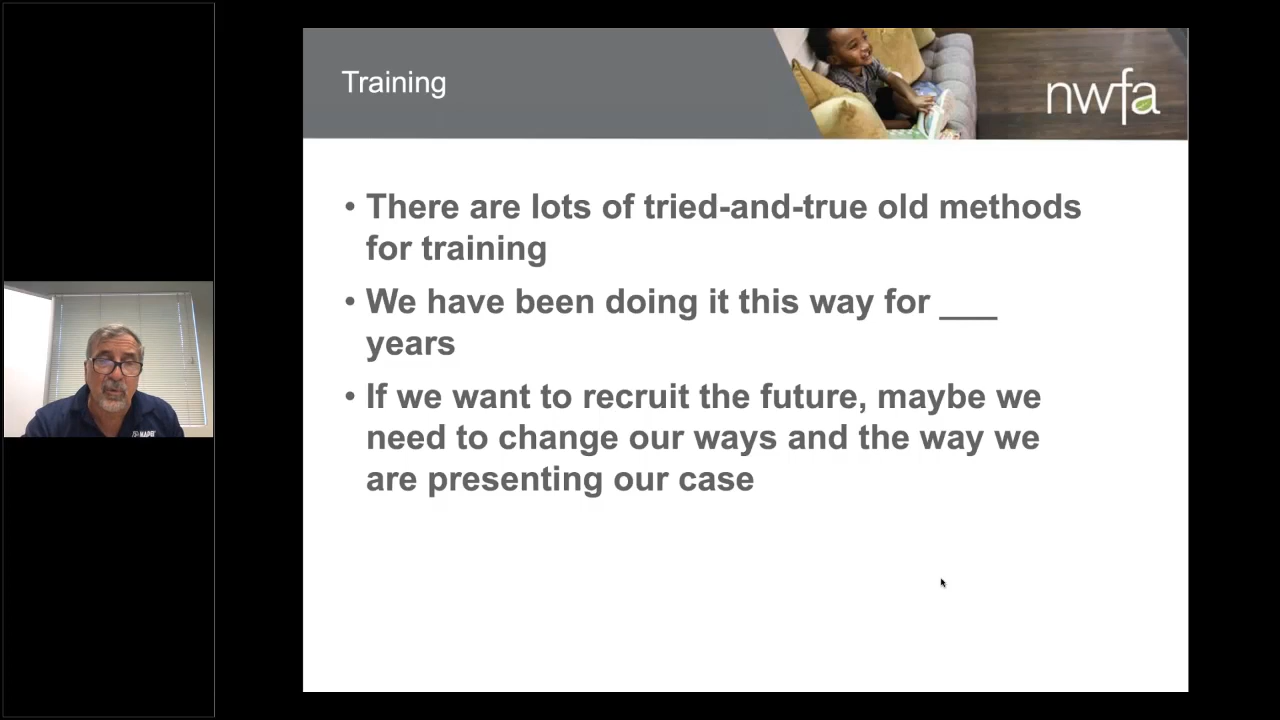 Training
nwfa
• There are lots of tried-and-true old methods
for training
• We have been doing it this way for ___
years
• If we want to recruit the future, maybe we
need to change our ways and the way we
are presenting our case
MAPEI